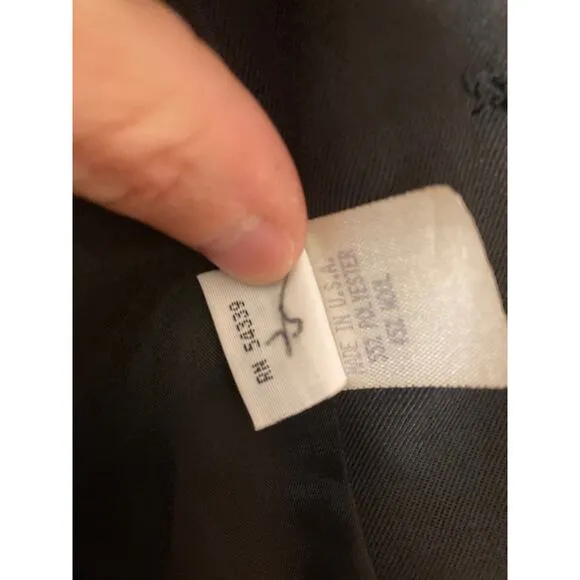 RN 54339
MADE IN U.S.A.
55% POLYESTER
45% WOOL